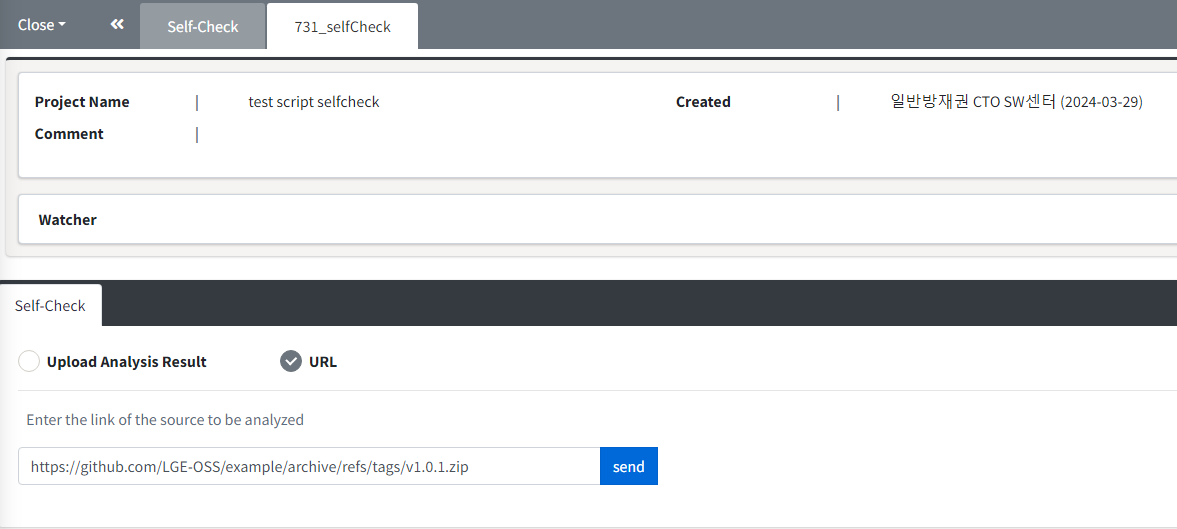 Close
Self-Check
731_selfCheck
Project Name
test script selfcheck
Created
일반방재권 CTO SW센터 (2024-03-29)
Comment
Watcher
Self-Check
Upload Analysis Result
URL
Enter the link of the source to be analyzed
https://github.com/LGE-OSS/example/archive/refs/tags/v1.0.1.zip
send